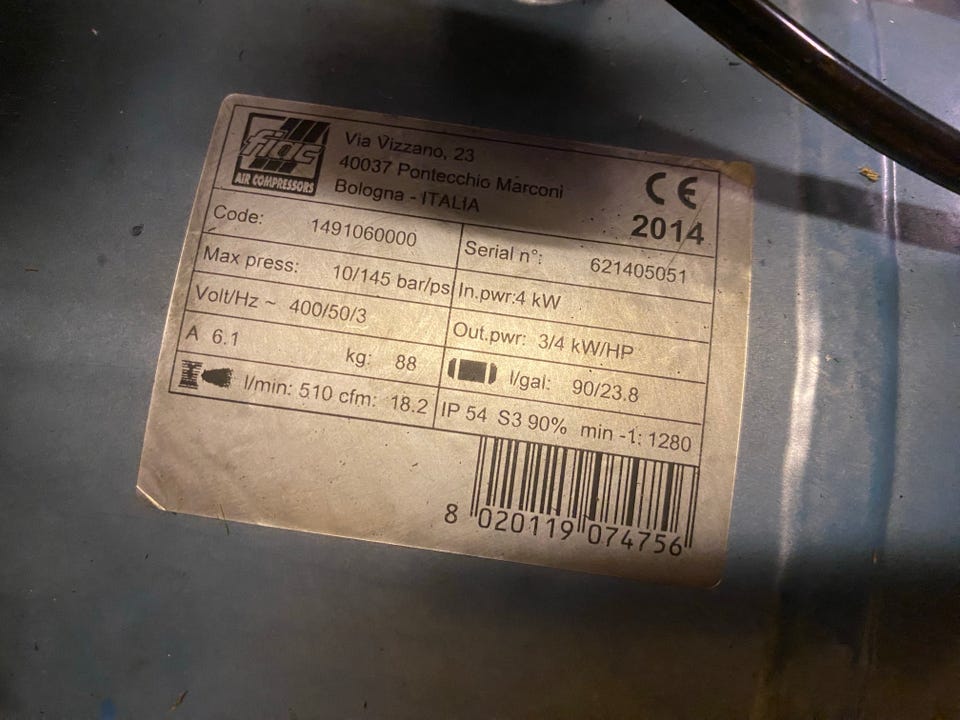 fiac
AIR COMPRESSORS
Via Vizzano, 23
40037 Pontecchio Marconi
Bologna - ITALIA
CE
2014
Code: 1491060000
Serial n°: 621405051
Max press: 10/145 bar/psi
In.pwr:4 kW
Volt/Hz ~ 400/50/3
Out.pwr: 3/4 kW/HP
A 6.1 kg: 88
l/gal: 90/23.8
l/min: 510 cfm: 18.2
IP 54 S3 90% min -1: 1280
8 020119 074756